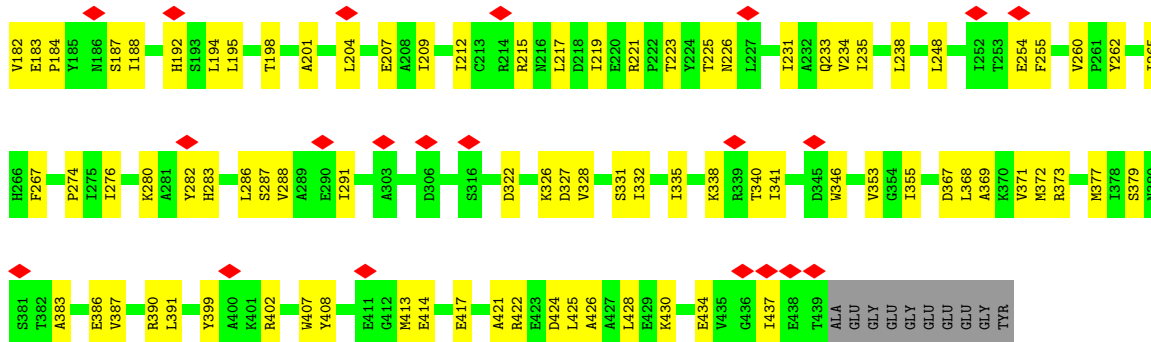 V182 E183 P184 Y185 N186 S187 I188 H192 S193 L194 L195 T198 A201 L204 E207 A208 I209 I212 C213 R214 R215 N216 L217 D218 I219 E220 R221 P222 T223 Y224 T225 N226 L227 I231 A232 Q233 V234 I235 L238 L248 I252 T253 E254 F255 V260 P261 Y262
H266 F267 P274 I275 I276 K280 A281 Y282 H283 L286 S287 V288 A289 E290 I291 A303 D306 S316 D322 K326 D327 V328 S331 I332 I335 K338 R339 T340 I341 D345 W346 V353 G354 I355 D367 L368 A369 K370 V371 M372 R373 M377 I378 S379
S381 T382 A383 E386 V387 R390 L391 Y399 A400 K401 R402 W407 Y408 E411 G412 M413 E414 E417 A421 R422 E423 D424 L425 A426 A427 L428 E429 K430 E434 V435 G436 I437 E438 T439 ALA GLU GLY GLU GLY GLU GLU GLU GLY TYR